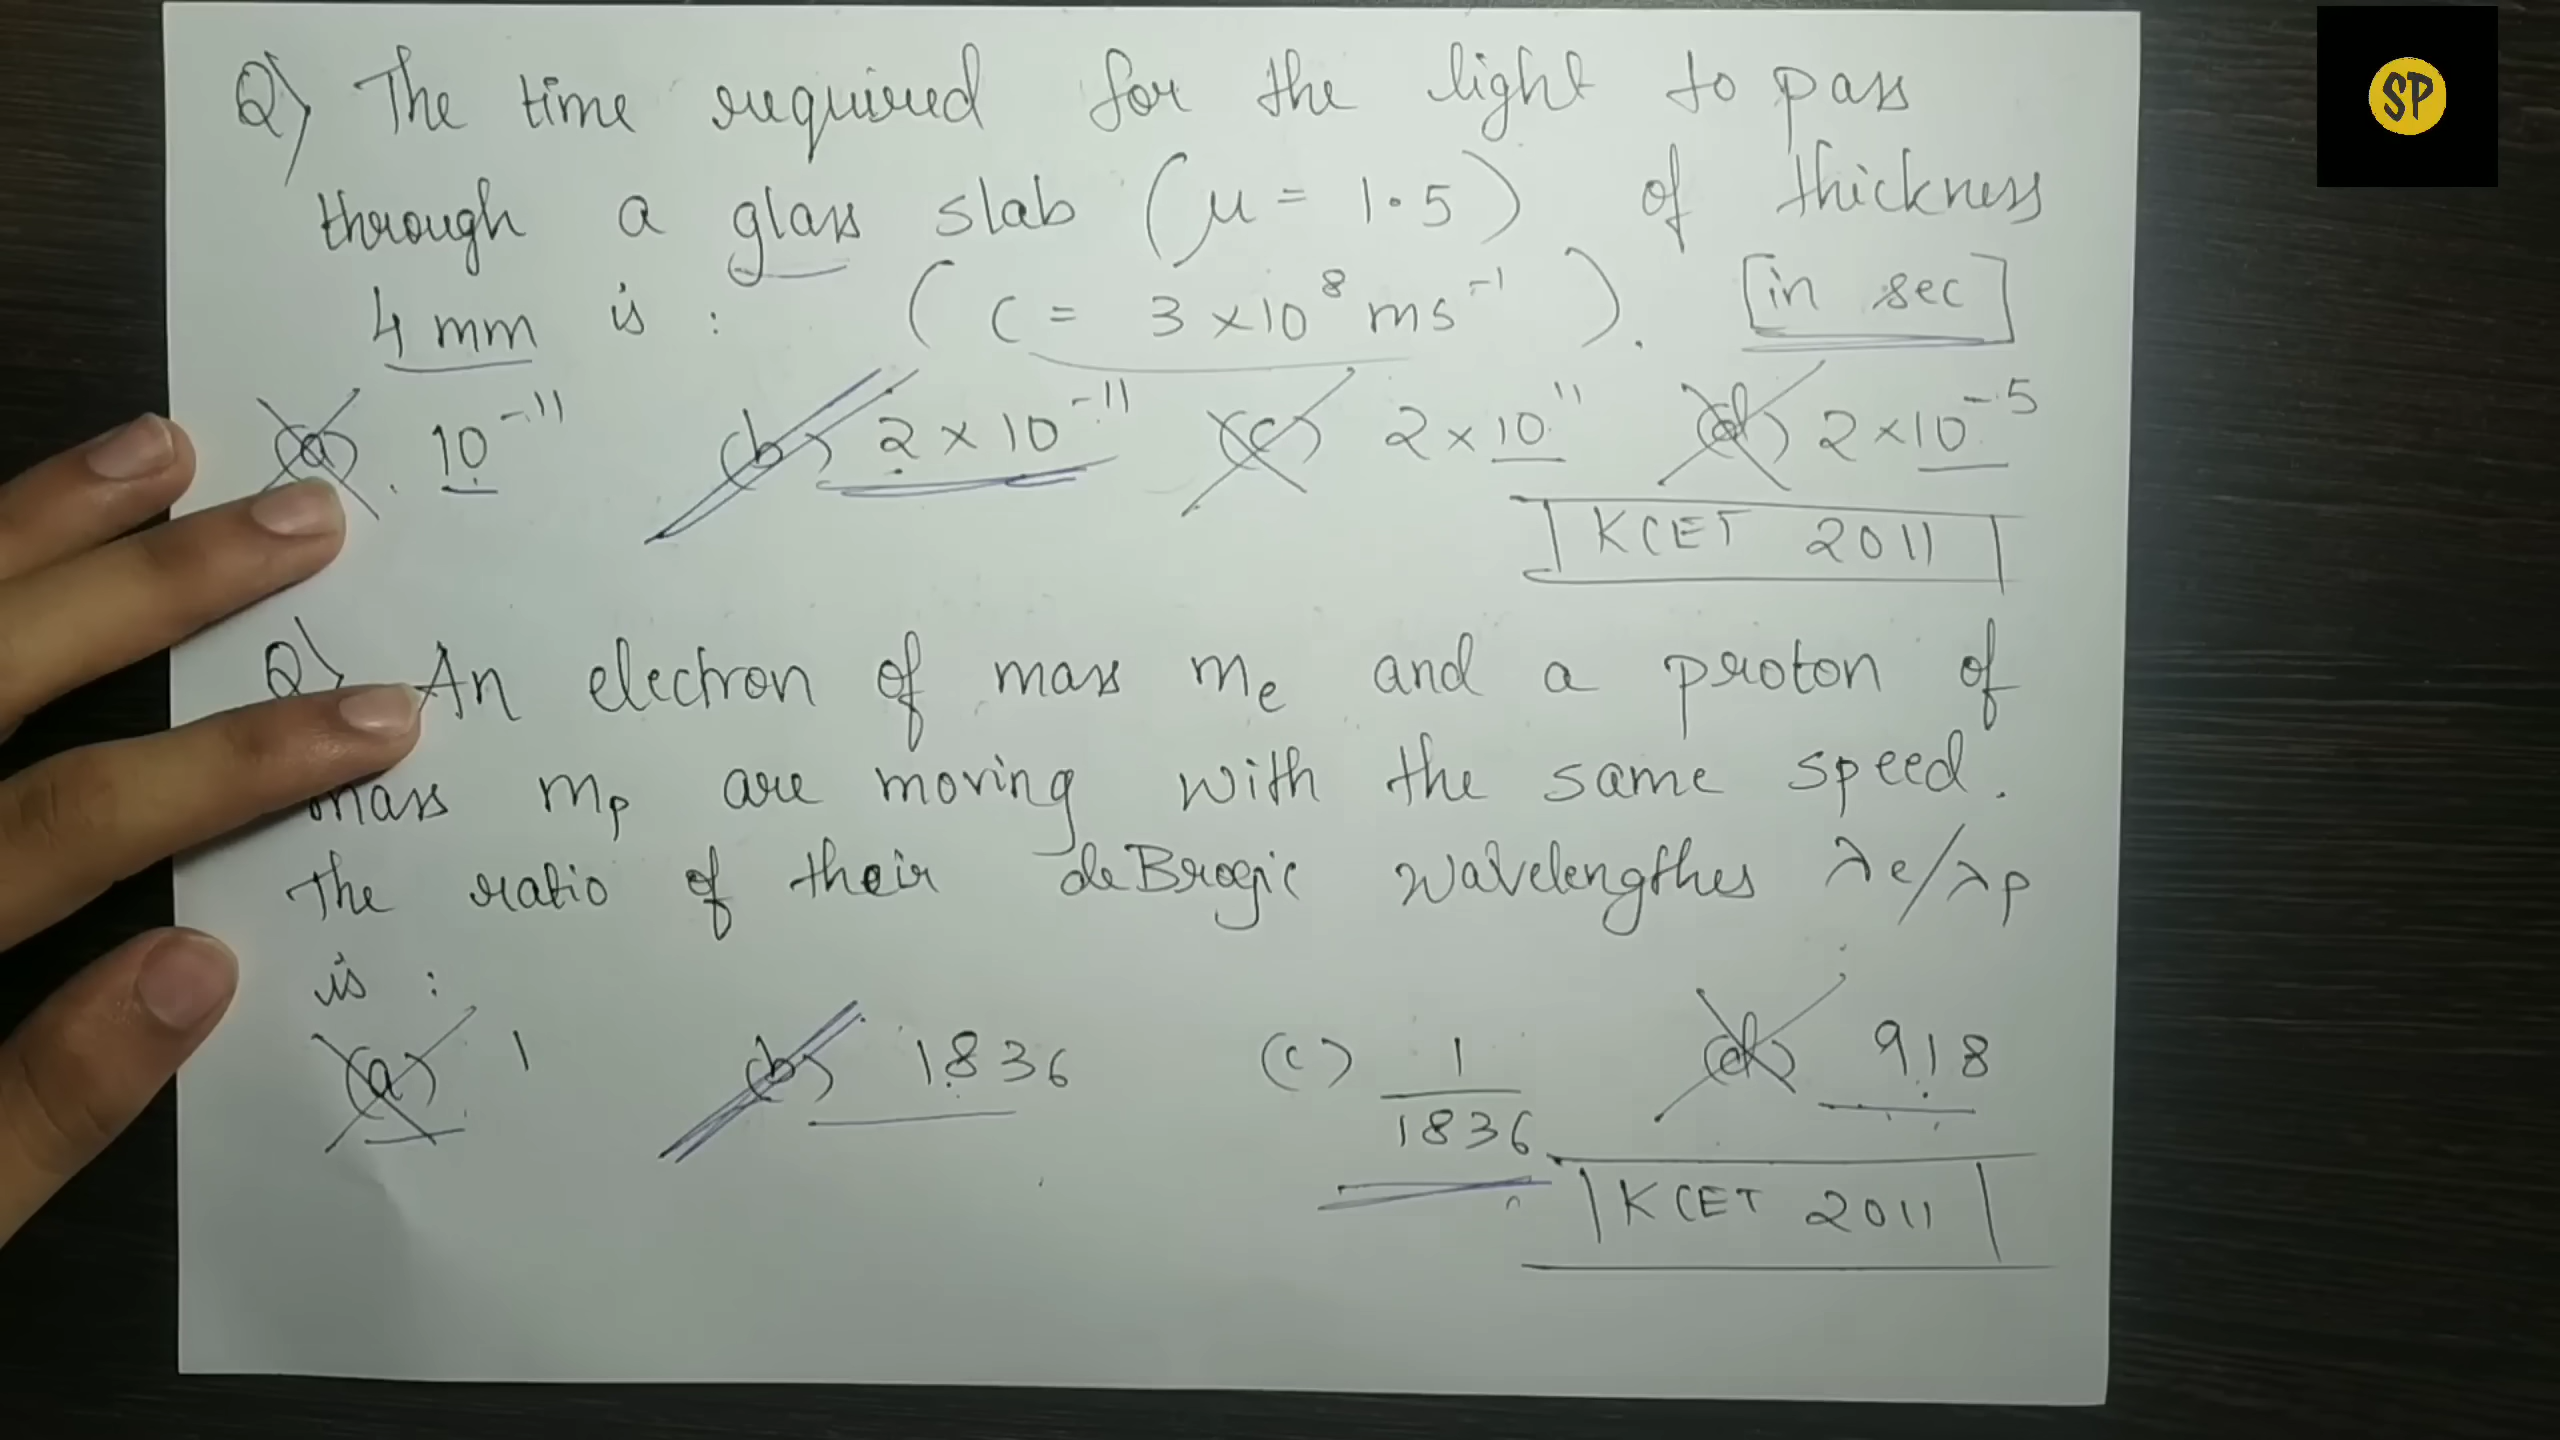 SP
Q) The time required for the light to pass
through a glass slab (μ = 1.5) of thickness
4 mm is : (c = 3 × 10⁸ ms⁻¹). [in sec]
(a). 10⁻¹¹ (b) 2 × 10⁻¹¹ (c) 2 × 10¹¹ (d) 2 × 10⁻⁵
KCET 2011
Q) An electron of mass me and a proton of
mass mp are moving with the same speed.
The ratio of their deBrogic wavelengthes λe/λp
is :
(a) 1 (b) 1836 (c) 1/1836 (d) 918
KCET 2011